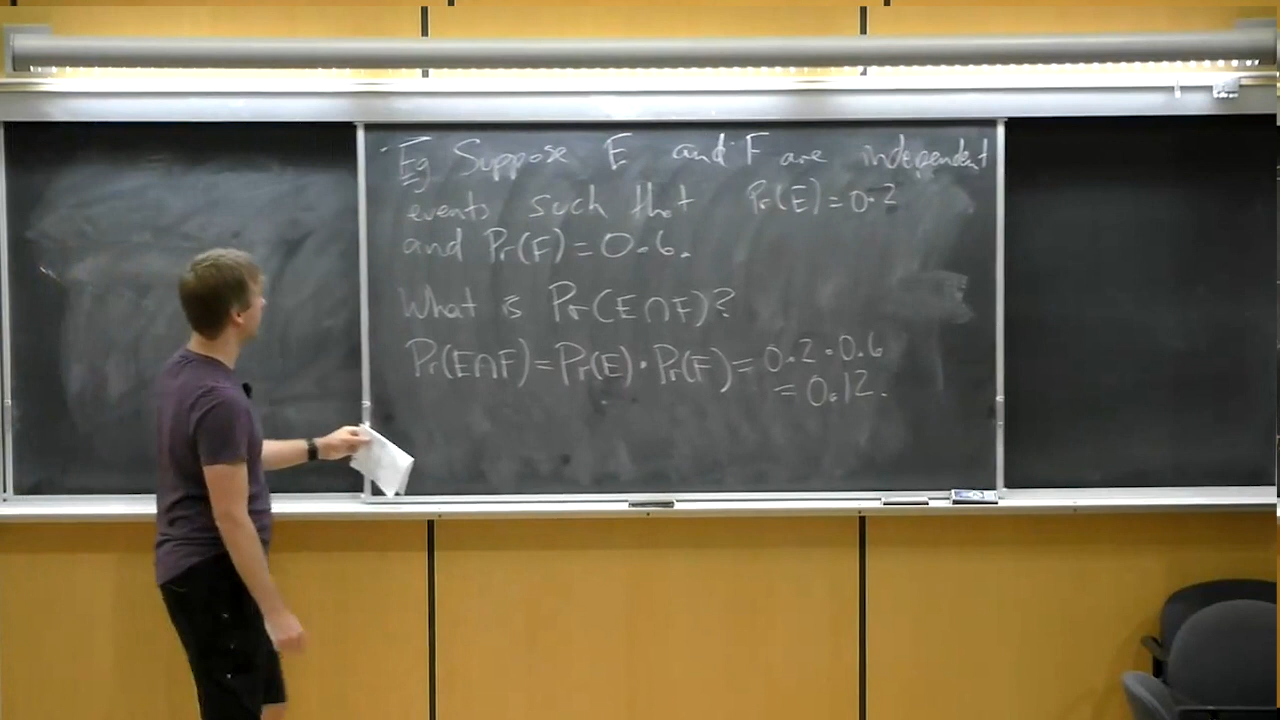 Eg Suppose E and F are independent
events such that Pr(E)=0.2
and Pr(F)=0.6.
What is Pr(E∩F)?
Pr(E∩F)=Pr(E)·Pr(F)=0.2·0.6
=0.12.